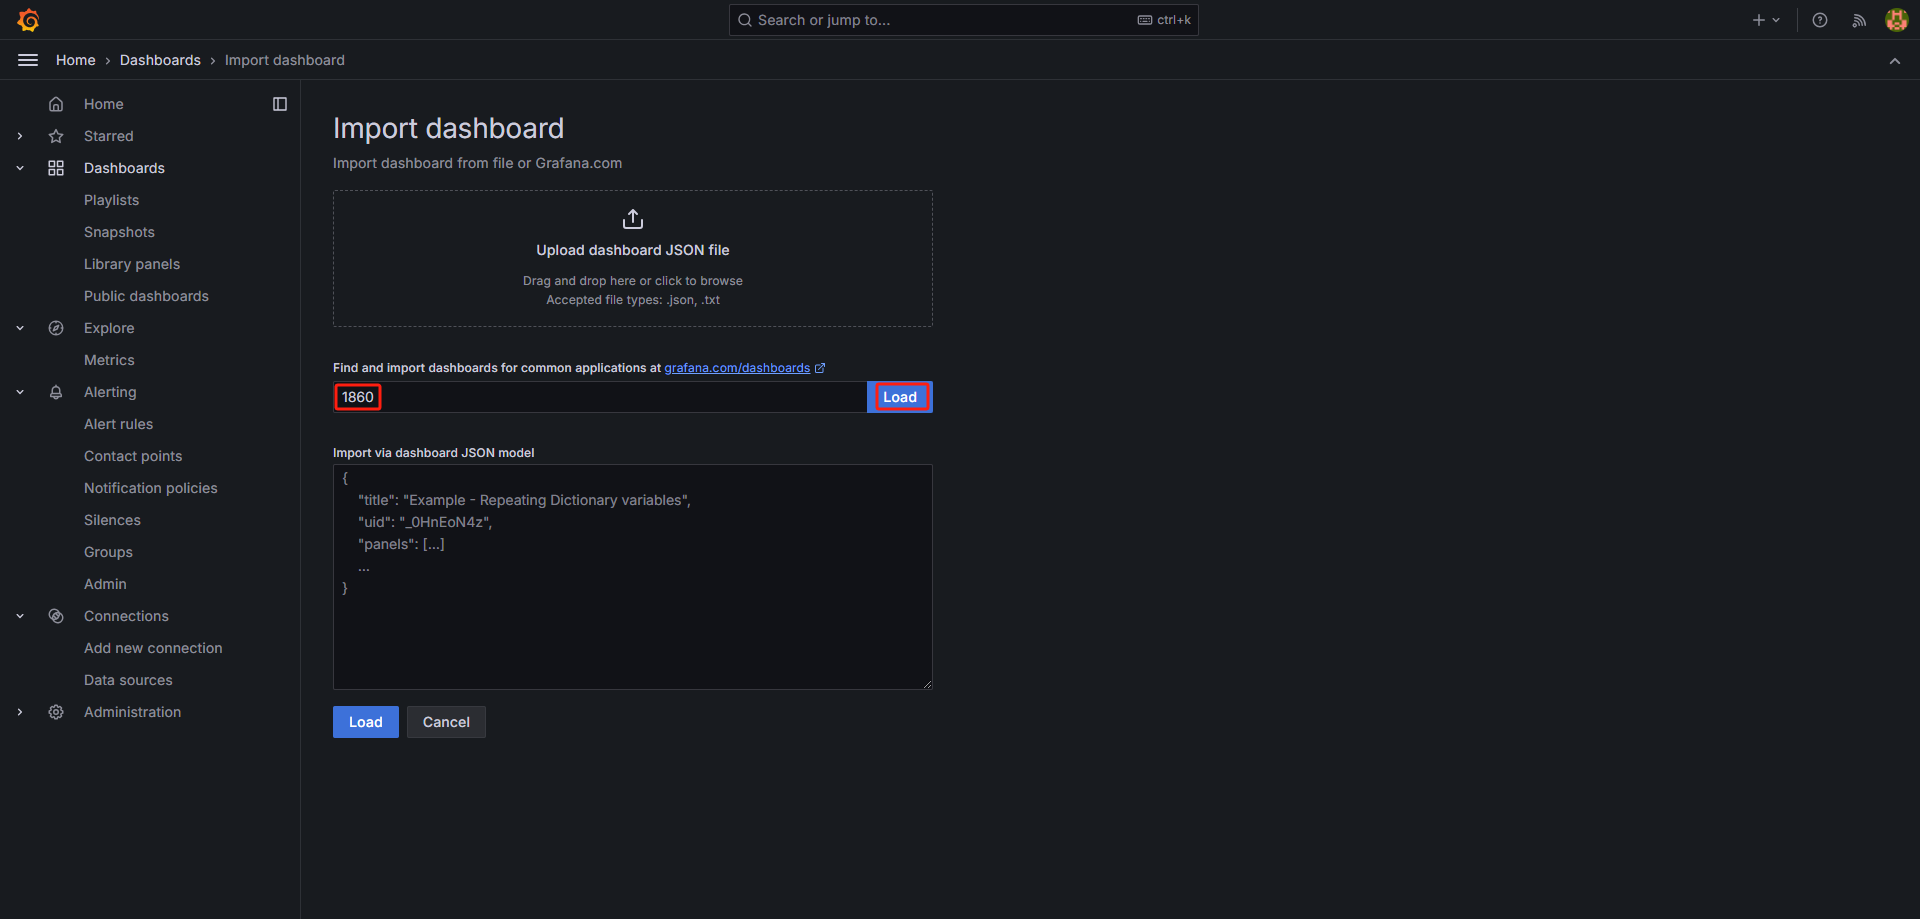 Search or jump to...
ctrl+k
Home › Dashboards › Import dashboard
Home
Starred
Dashboards
Playlists
Snapshots
Library panels
Public dashboards
Explore
Metrics
Alerting
Alert rules
Contact points
Notification policies
Silences
Groups
Admin
Connections
Add new connection
Data sources
Administration
Import dashboard
Import dashboard from file or Grafana.com
Upload dashboard JSON file
Drag and drop here or click to browse
Accepted file types: .json, .txt
Find and import dashboards for common applications at grafana.com/dashboards
1860
Load
Import via dashboard JSON model
{
"title": "Example - Repeating Dictionary variables",
"uid": "_0HnEoN4z",
"panels": [...]
...
}
Load
Cancel